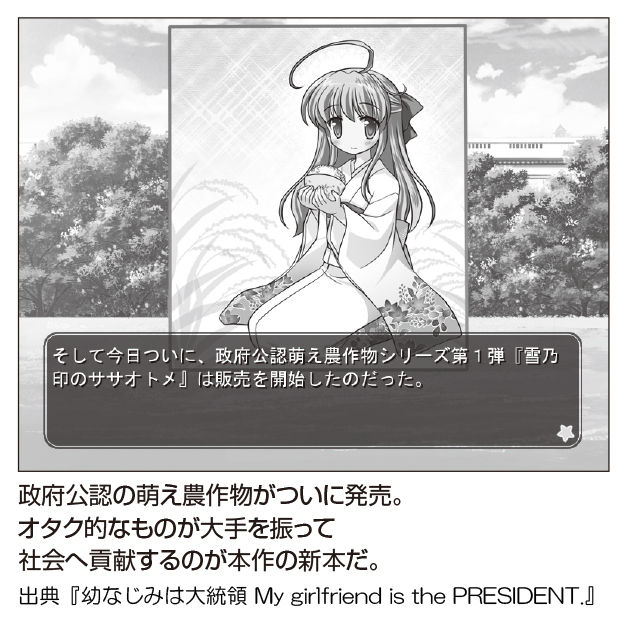 そして今日ついに、政府公認萌え農作物シリーズ第1弾『雪乃
印のササオトメ』は販売を開始したのだった。
政府公認の萌え農作物がついに発売。
オタク的なものが大手を振って
社会へ貢献するのが本作の新本だ。
出典『幼なじみは大統領 My girlfriend is the PRESIDENT.』